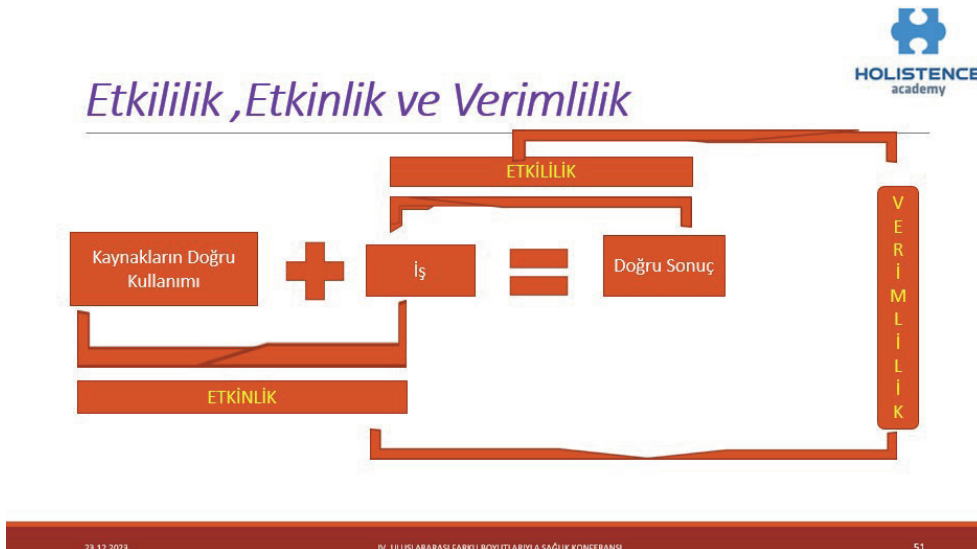 HOLISTENCE
academy
Etkililik ,Etkinlik ve Verimlilik
ETKİLİLİK
Kaynakların Doğru
Kullanımı
İş
Doğru Sonuç
ETKİNLİK
V
E
R
İ
M
L
İ
L
İ
K
23.12.2023
IV. ULUSLARARASI FARKLI BOYUTLARIYLA SAĞLIK KONFERANSI
51